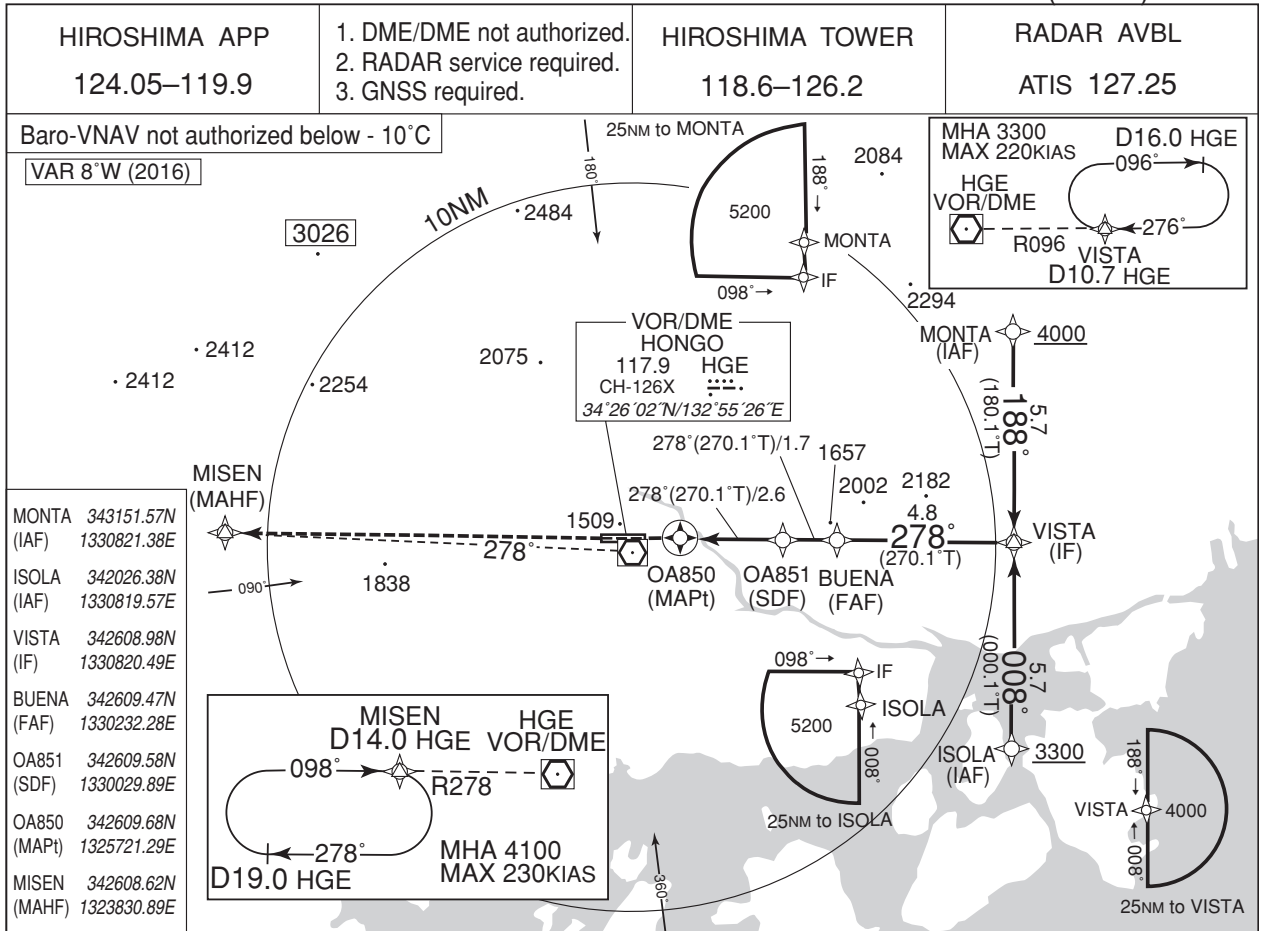 HIROSHIMA APP
124.05–119.9
1. DME/DME not authorized.
2. RADAR service required.
3. GNSS required.
HIROSHIMA TOWER
118.6–126.2
RADAR AVBL
ATIS 127.25
Baro-VNAV not authorized below - 10˚C
VAR 8˚W (2016)
180˚
25NM to MONTA
188˚→
5200
MONTA
IF
098˚→
2084
MHA 3300
MAX 220KIAS
D16.0 HGE
096˚
HGE
VOR/DME
R096
276˚
VISTA
D10.7 HGE
10NM
2484
3026
2294
MONTA
(IAF)
4000
VOR/DME
HONGO
117.9 HGE
CH-126X
34˚26´02˝N/132˚55´26˝E
2075
2412
2412
2254
188˚
(180.1˚T)
5.7
278˚(270.1˚T)/1.7
1657
278˚(270.1˚T)/2.6
2002
2182
4.8
278˚
(270.1˚T)
VISTA
(IF)
MISEN
(MAHF)
1509
278˚
OA850
(MAPt)
OA851
(SDF)
BUENA
(FAF)
090˚
1838
MONTA 343151.57N
(IAF) 1330821.38E
ISOLA 342026.38N
(IAF) 1330819.57E
VISTA 342608.98N
(IF) 1330820.49E
BUENA 342609.47N
(FAF) 1330232.28E
OA851 342609.58N
(SDF) 1330029.89E
OA850 342609.68N
(MAPt) 1325721.29E
MISEN 342608.62N
(MAHF) 1323830.89E
MISEN
D14.0 HGE
HGE
VOR/DME
098˚
R278
278˚
D19.0 HGE
MHA 4100
MAX 230KIAS
098˚→
IF
ISOLA
5200
008˚→
25NM to ISOLA
008˚
(000.1˚T)
5.7
ISOLA
(IAF)
3300
188˚→
VISTA
4000
008˚→
25NM to VISTA
360˚